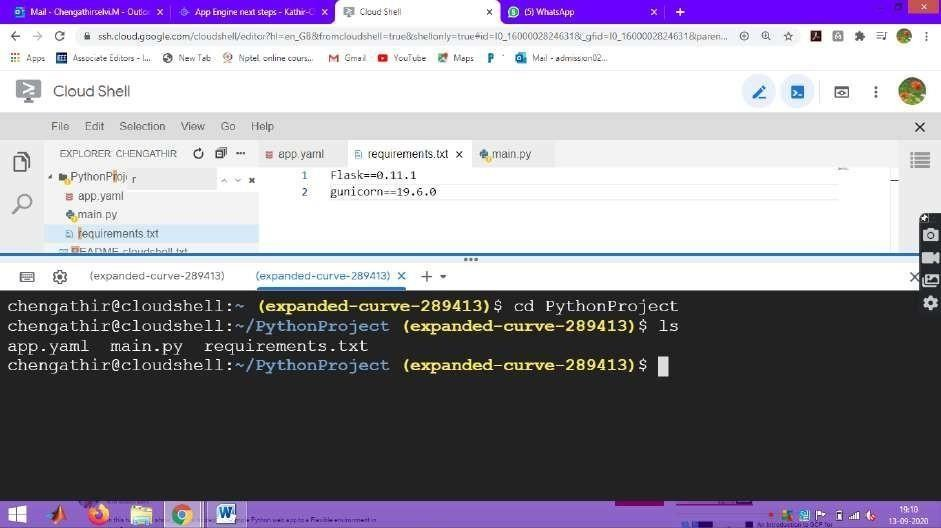 Mail - Chengathirselvi.M - Outlo
App Engine next steps - Kathir-C
Cloud Shell
(5) WhatsApp
ssh.cloud.google.com/cloudshell/editor?hl=en_GB&fromcloudshell=true&shellonly=true#id=I0_1600002824631&_gfid=I0_1600002824631&paren...
Apps
Associate Editors - I...
New Tab
Nptel, online cours...
Gmail
YouTube
Maps
P
Mail - admission02...
Cloud Shell
File Edit Selection View Go Help
EXPLORER: CHENGATHIR
app.yaml
requirements.txt
main.py
PythonProj
r
app.yaml
main.py
requirements.txt
README-cloudshell.txt
1 Flask==0.11.1
2 gunicorn==19.6.0
(expanded-curve-289413)
(expanded-curve-289413)
chengathir@cloudshell:~ (expanded-curve-289413)$ cd PythonProject
chengathir@cloudshell:~/PythonProject (expanded-curve-289413)$ ls
app.yaml main.py requirements.txt
chengathir@cloudshell:~/PythonProject (expanded-curve-289413)$
Python web app to a Flexible environment in
An Introduction to GCP for
19:10
13-09-2020